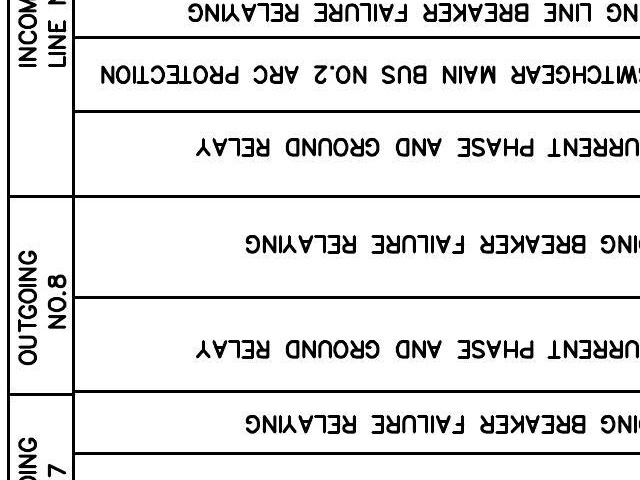 INCOM
LINE N
NG LINE BREAKER FAILURE RELAYING
SWITCHGEAR MAIN BUS NO.2 ARC PROTECTION
URRENT PHASE AND GROUND RELAY
OUTGOING
NO.8
ING BREAKER FAILURE RELAYING
URRENT PHASE AND GROUND RELAY
ING
7
ING BREAKER FAILURE RELAYING